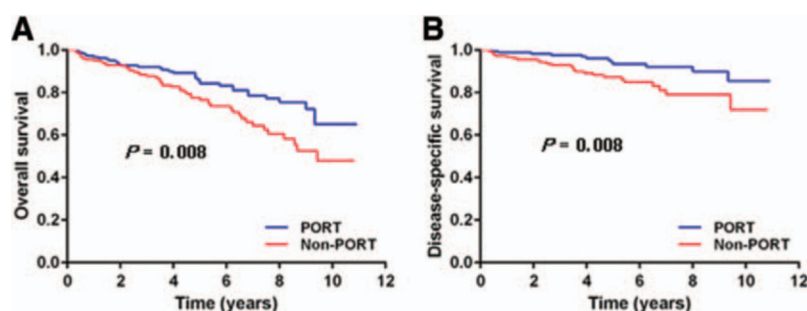 A
Overall survival
1.0
0.8
0.6
0.4
0.2
0.0
P = 0.008
PORT
Non-PORT
0 2 4 6 8 10 12
Time (years)
B
Disease-specific survival
1.0
0.8
0.6
0.4
0.2
0.0
P = 0.008
PORT
Non-PORT
0 2 4 6 8 10 12
Time (years)